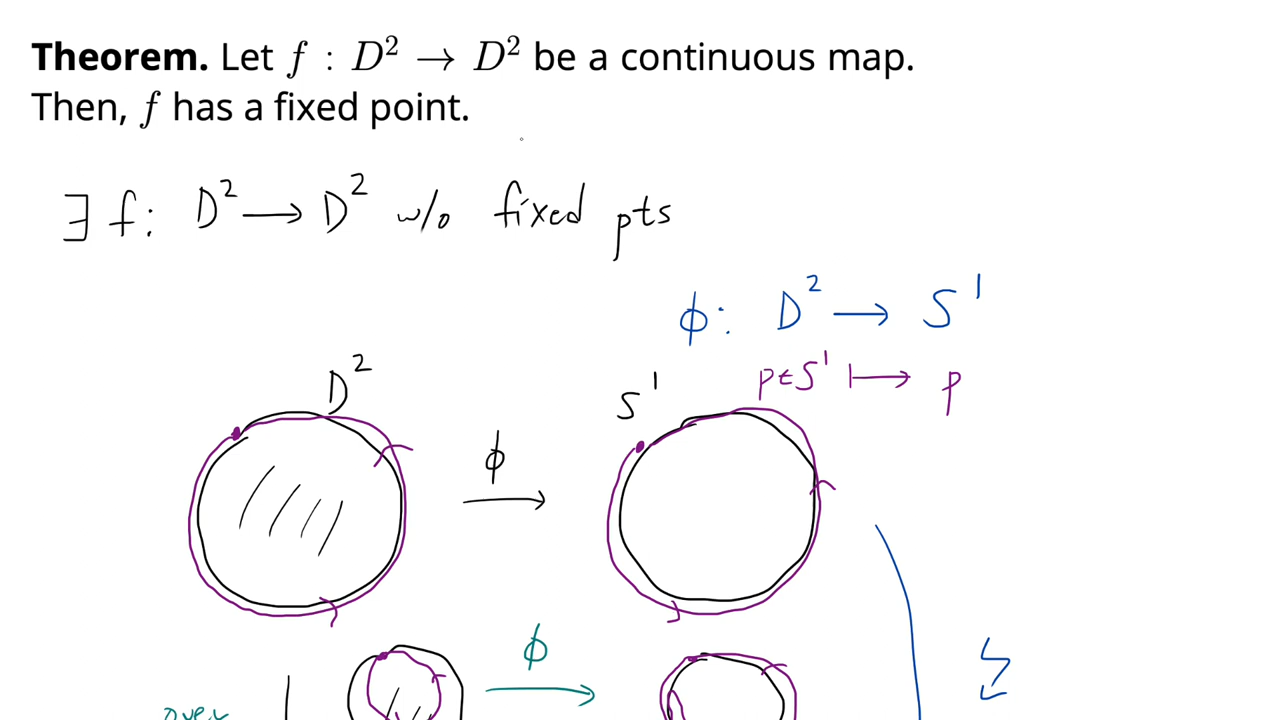 Theorem. Let f : D² → D² be a continuous map.
Then, f has a fixed point.
∃ f: D² → D² w/o fixed pts
ϕ: D² → S¹
p∈S¹ ↦ p
D²
S¹
ϕ
ϕ
over